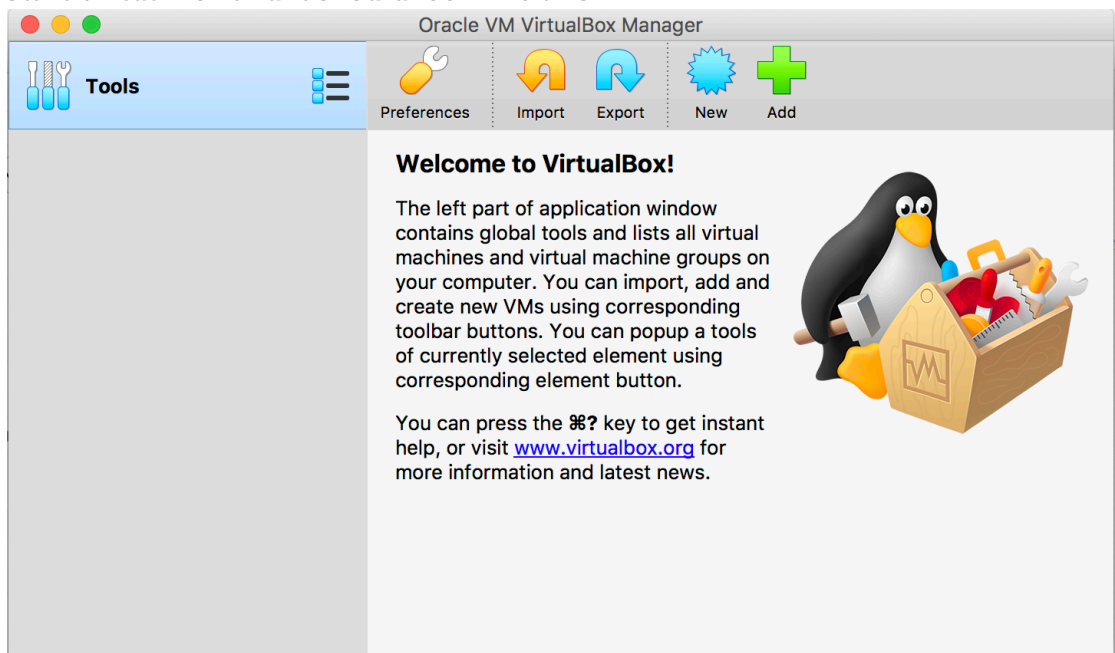 Oracle VM VirtualBox Manager
Tools
Preferences
Import
Export
New
Add
Welcome to VirtualBox!
The left part of application window
contains global tools and lists all virtual
machines and virtual machine groups on
your computer. You can import, add and
create new VMs using corresponding
toolbar buttons. You can popup a tools
of currently selected element using
corresponding element button.
You can press the ⌘? key to get instant
help, or visit www.virtualbox.org for
more information and latest news.